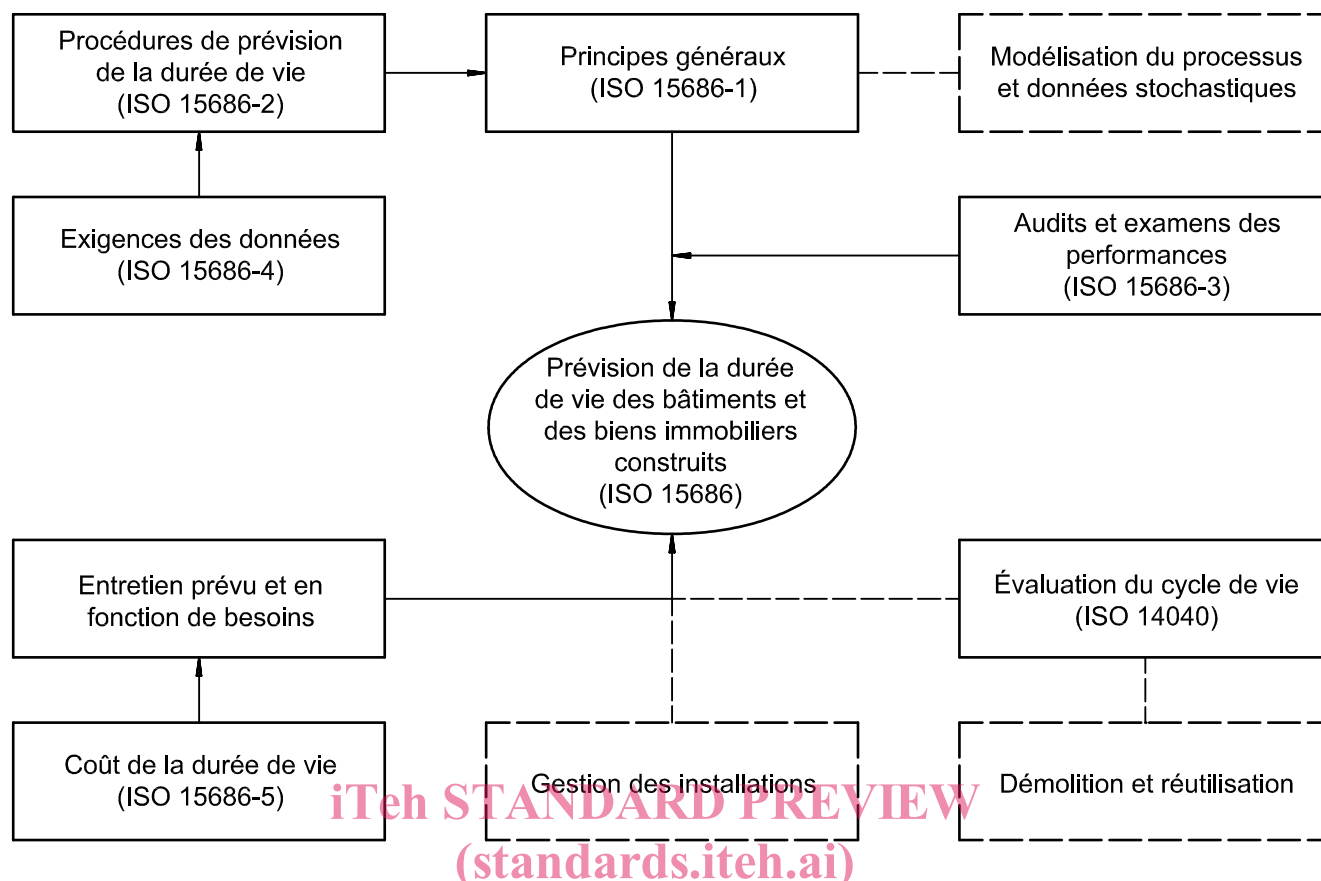 Procédures de prévision
de la durée de vie
(ISO 15686-2)
Principes généraux
(ISO 15686-1)
Modélisation du processus
et données stochastiques
Exigences des données
(ISO 15686-4)
Audits et examens des
performances
(ISO 15686-3)
Prévision de la durée
de vie des bâtiments et
des biens immobiliers
construits
(ISO 15686)
Entretien prévu et en
fonction de besoins
Évaluation du cycle de vie
(ISO 14040)
Coût de la durée de vie
(ISO 15686-5)
Gestion des installations
Démolition et réutilisation
iTeh STANDARD PREVIEW
(standards.iteh.ai)